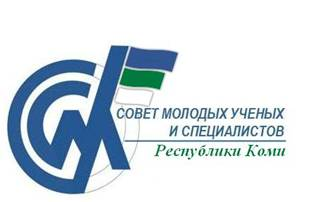 СОВЕТ МОЛОДЫХ УЧЕНЫХ
И СПЕЦИАЛИСТОВ
Республики Коми